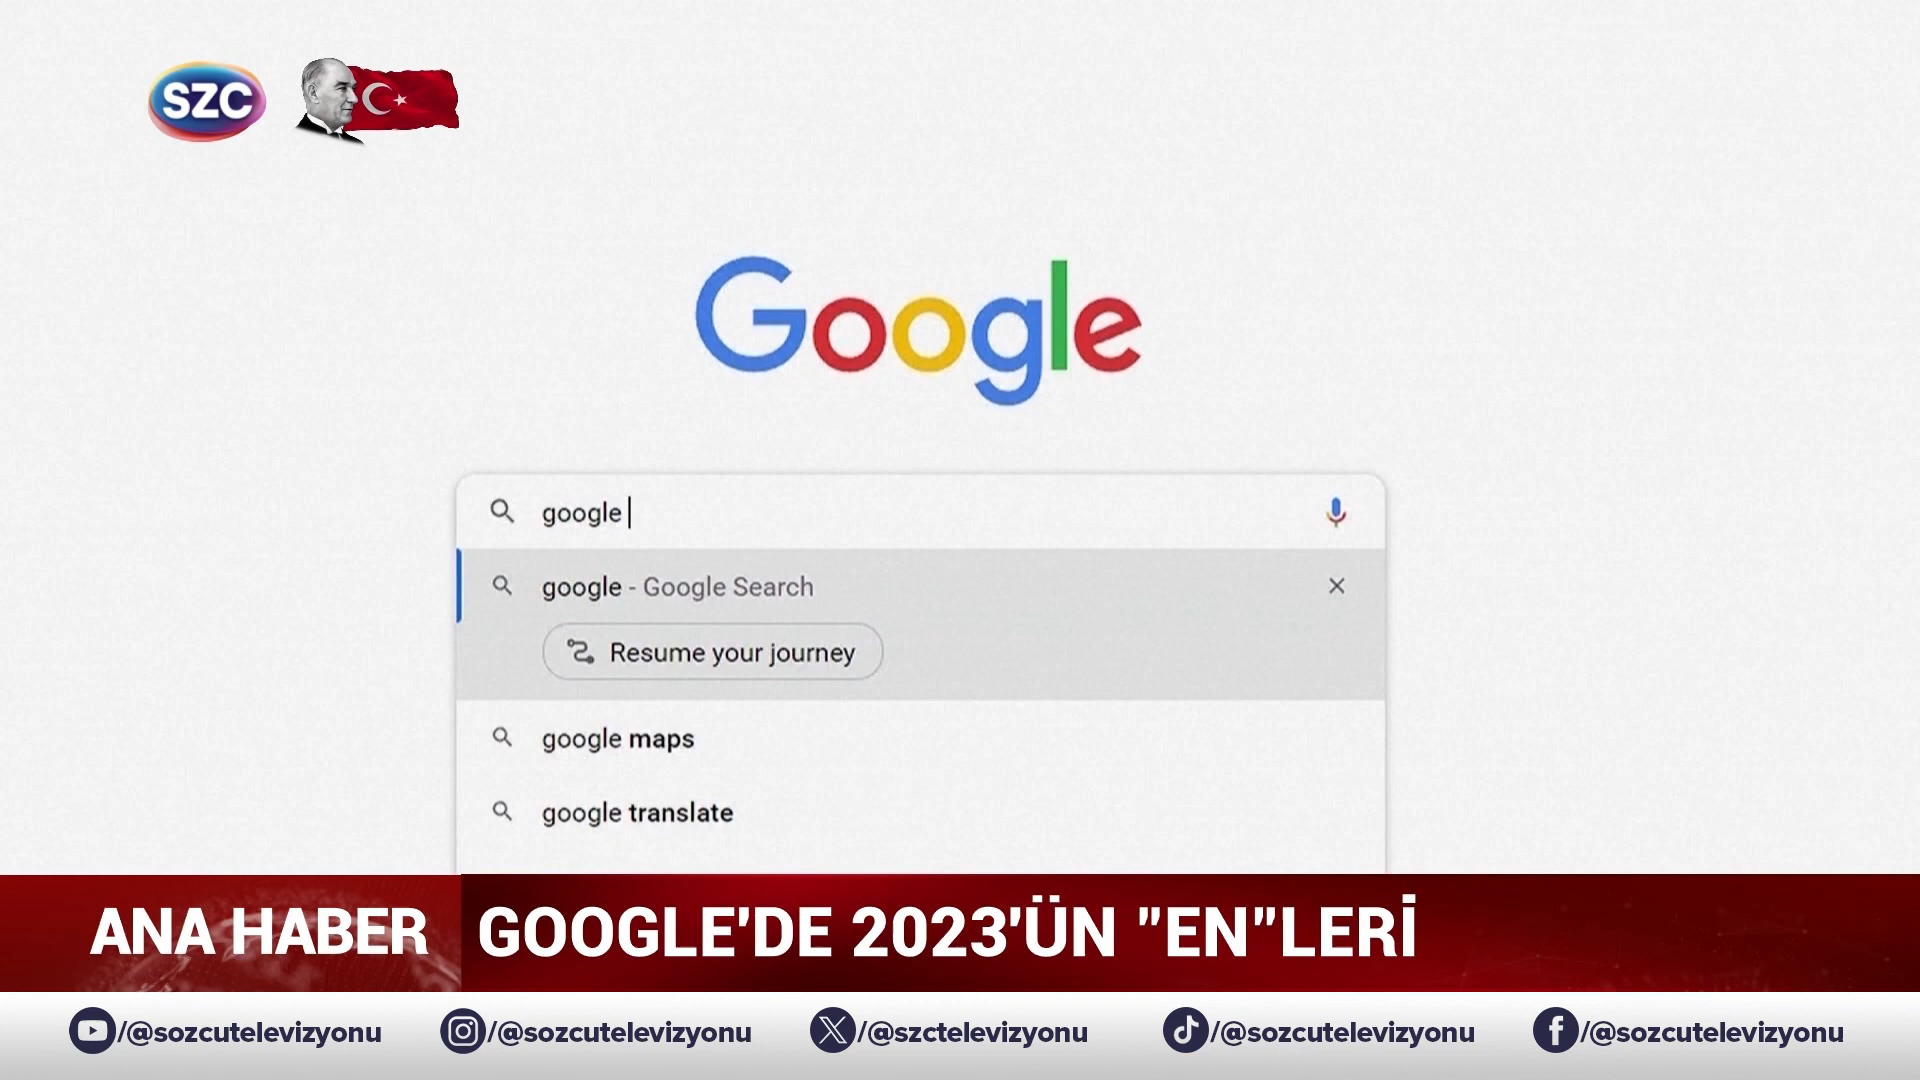 SZC
Google
google
google - Google Search
Resume your journey
google maps
google translate
ANA HABER
GOOGLE'DE 2023'ÜN "EN"LERİ
/@sozcutelevizyonu
/@sozcutelevizyonu
/@szctelevizyonu
/@sozcutelevizyonu
/@sozcutelevizyonu